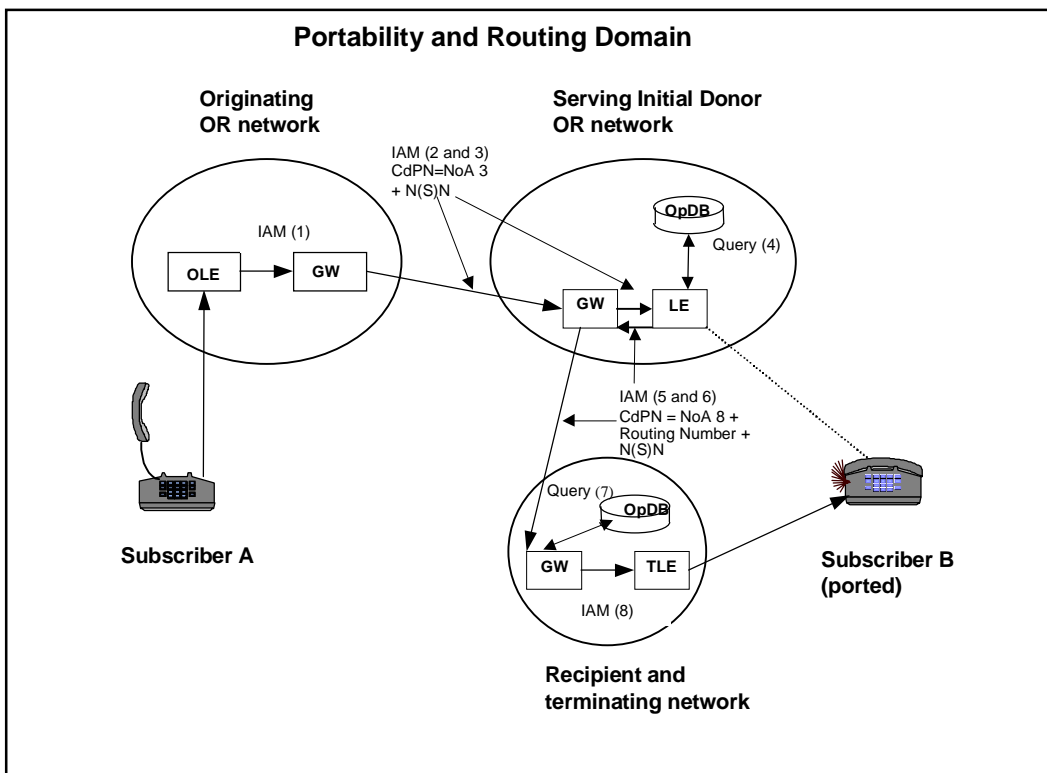 Portability and Routing Domain
Originating
OR network
Serving Initial Donor
OR network
IAM (2 and 3)
CdPN=NoA 3
+ N(S)N
OpDB
IAM (1)
Query (4)
OLE
GW
GW
LE
IAM (5 and 6)
CdPN = NoA 8 +
Routing Number +
N(S)N
Query (7)
OpDB
Subscriber A
GW
TLE
Subscriber B
(ported)
IAM (8)
Recipient and
terminating network